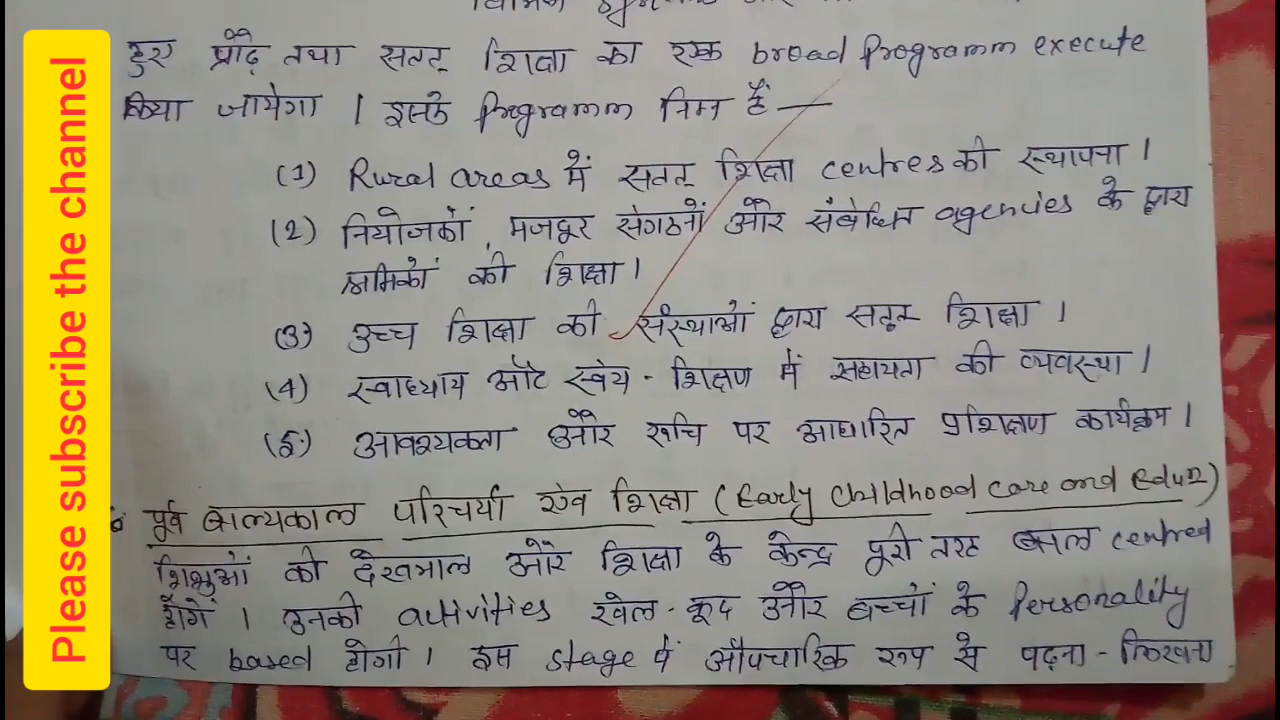 Please subscribe the channel
हुए प्रौढ़ तथा सतत् शिक्षा का एक broad Programm execute
किया जायेगा । इसके Programm निम्न हैं —
(1) Rural areas में सतत् शिक्षा centres की स्थापना ।
(2) नियोजकों, मजदूर संगठनों और संबंधित agencies के द्वारा
श्रमिकों की शिक्षा ।
(3) उच्च शिक्षा की संस्थाओं द्वारा सतत् शिक्षा ।
(4) स्वाध्याय और स्वंय - शिक्षण में सहायता की व्यवस्था ।
(5) आवश्यकता और रूचि पर आधारित प्रशिक्षण कार्यक्रम ।
पूर्व बाल्यकाल परिचर्या एंव शिक्षा (Early Childhood care and Edun)
शिशुओं की देखभाल और शिक्षा के केन्द्र पूरी तरह बाल centred
होंगें । उनकी activities खेल - कूद और बच्चों के Personality
पर based होगी । इस stage में औपचारिक रूप से पढ़ना - लिखना